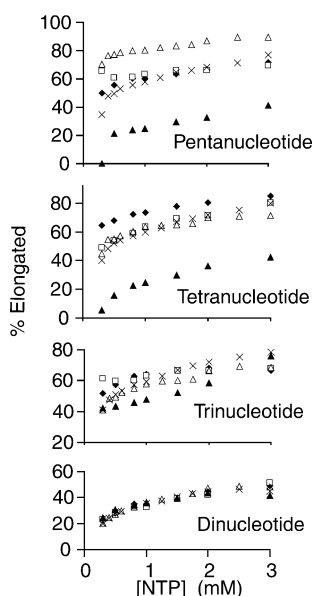 100
80
60
40
20
0
Pentanucleotide
80
60
40
20
0
Tetranucleotide
80
60
40
20
Trinucleotide
60
40
20
0
Dinucleotide
0 1 2 3
[NTP] (mM)
% Elongated